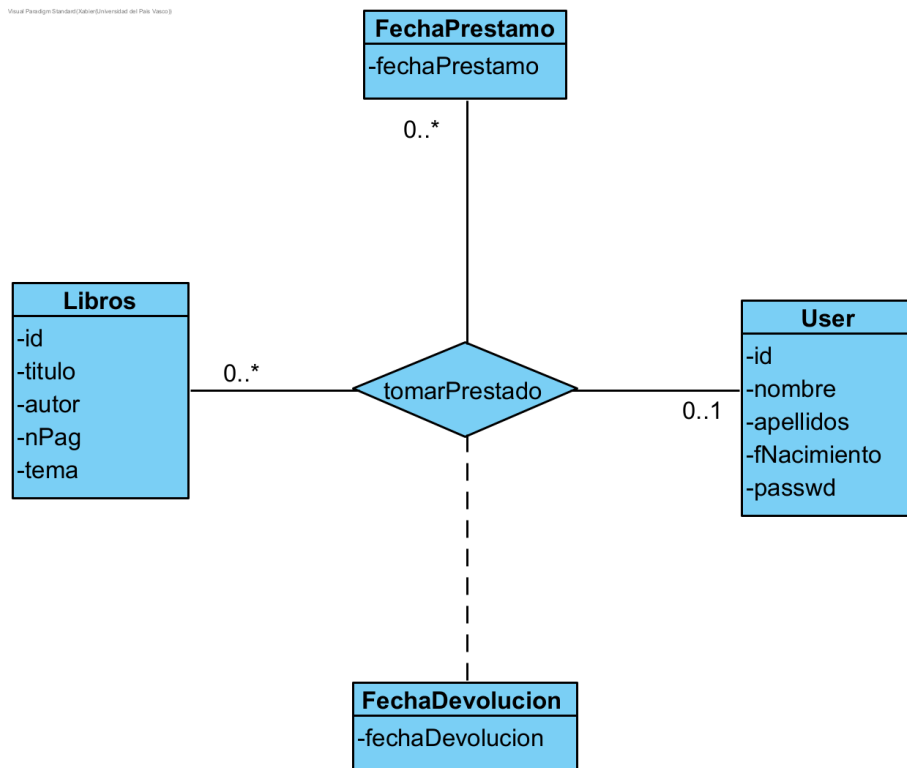 Visual Paradigm Standard(Xabier(Universidad del Pais Vasco))
FechaPrestamo
-fechaPrestamo
0..*
Libros
-id
-titulo
-autor
-nPag
-tema
0..*
tomarPrestado
0..1
User
-id
-nombre
-apellidos
-fNacimiento
-passwd
FechaDevolucion
-fechaDevolucion